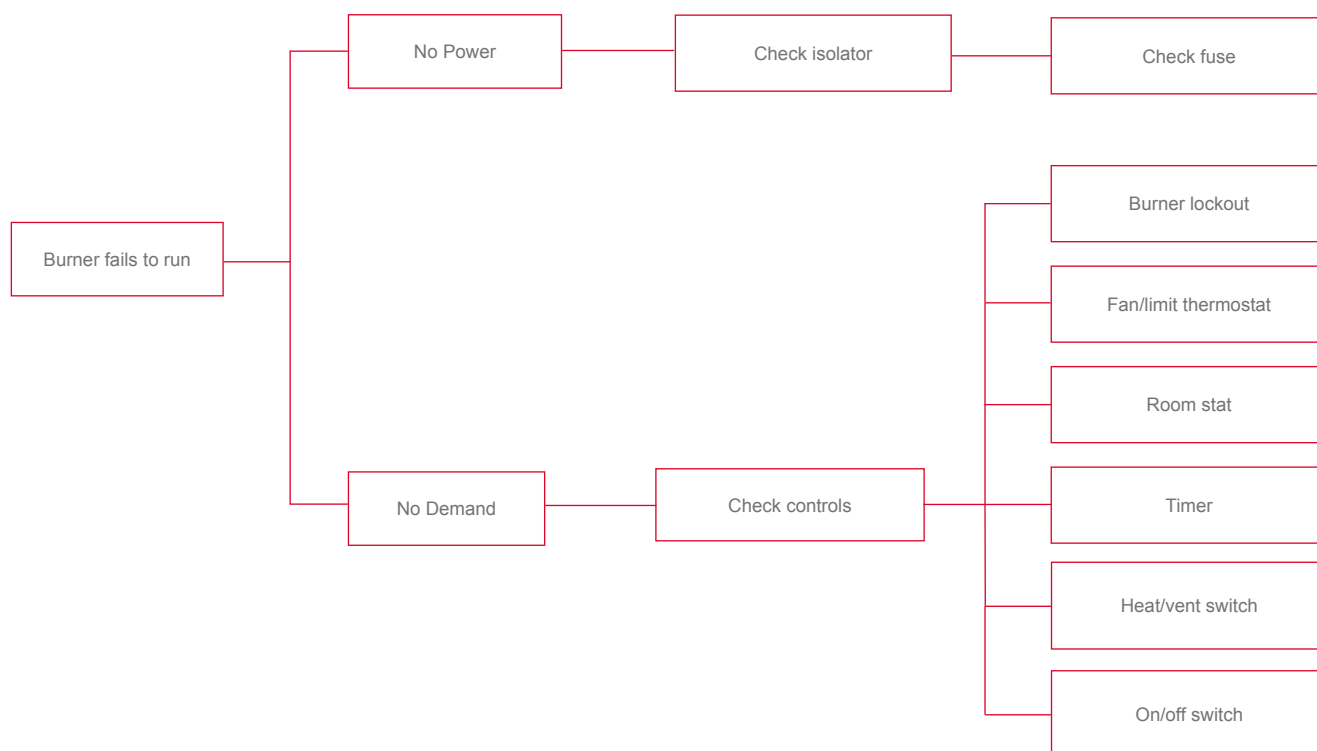 No Power
Check isolator
Check fuse
Burner lockout
Burner fails to run
Fan/limit thermostat
Room stat
No Demand
Check controls
Timer
Heat/vent switch
On/off switch